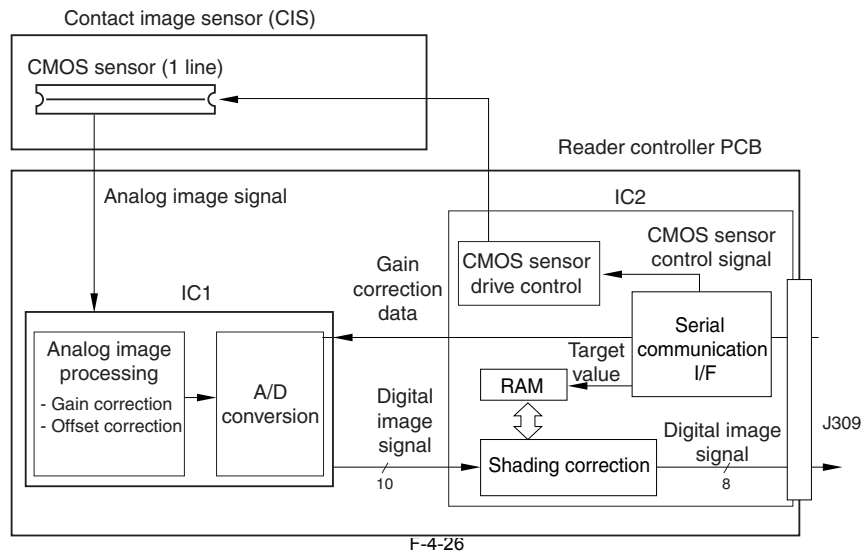 Contact image sensor (CIS)
CMOS sensor (1 line)
Reader controller PCB
Analog image signal
IC2
CMOS sensor
drive control
CMOS sensor
control signal
Gain
correction
data
IC1
Analog image
processing
- Gain correction
- Offset correction
A/D
conversion
Serial
communication
I/F
Target
value
RAM
Digital
image
signal
10
Shading correction
Digital image
signal
8
J309
F-4-26